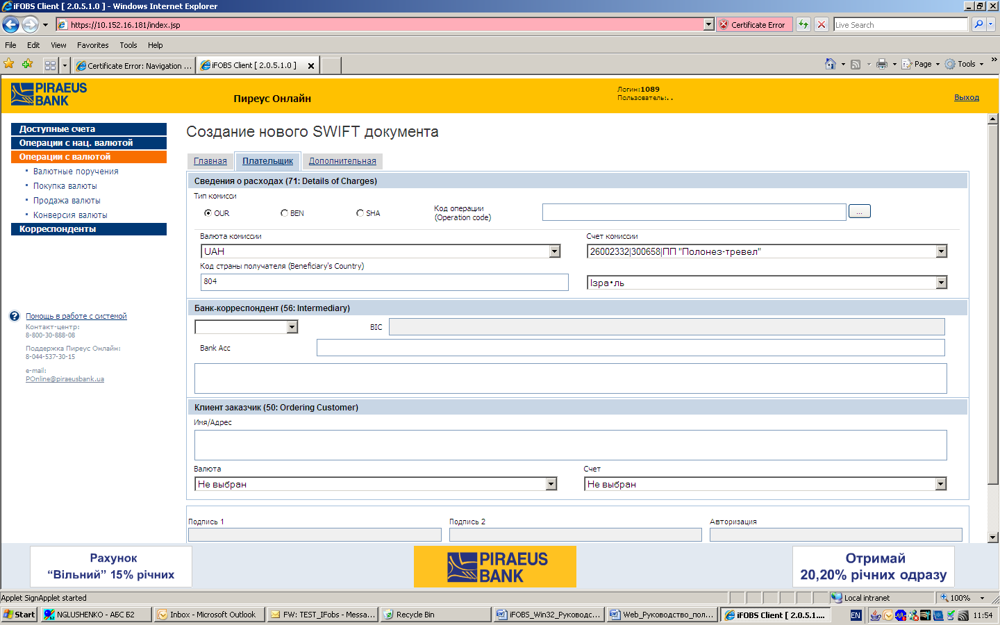 iFOBS Client [ 2.0.5.1.0 ] - Windows Internet Explorer
https://10.152.16.181/index.jsp
Certificate Error
Live Search
File Edit View Favorites Tools Help
Certificate Error: Navigation ...
iFOBS Client [ 2.0.5.1.0 ]
Page
Tools
PIRAEUS BANK
Пиреус Онлайн
Логин:1089
Пользователь:. .
Выход
Доступные счета
Операции с нац. валютой
Операции с валютой
Валютные поручения
Покупка валюты
Продажа валюты
Конверсия валюты
Корреспонденты
Помощь в работе с системой
Контакт-центр:
8-800-30-888-08
Поддержка Пиреус Онлайн:
8-044-537-30-15
e-mail:
POnline@piraeusbank.ua
Создание нового SWIFT документа
Главная Плательщик Дополнительная
Сведения о расходах (71: Details of Charges)
Тип комисси
OUR BEN SHA
Код операции
(Operation code)
...
Валюта комиссии
Счет комиссии
UAH
26002332|300658|ПП "Полонез-тревел"
Код страны получателя (Beneficiary's Country)
804
Ізра•ль
Банк-корреспондент (56: Intermediary)
BIC
Bank Acc
Клиент заказчик (50: Ordering Customer)
Имя/Адрес
Валюта
Счет
Не выбран
Не выбран
Подпись 1
Подпись 2
Авторизация
Рахунок
“Вільний” 15% річних
PIRAEUS
BANK
Отримай
20,20% річних одразу
Applet SignApplet started
Local intranet
100%
Start
NGLUSHENKO - АБС Б2
Inbox - Microsoft Outlook
FW: TEST_IFobs - Messa...
Recycle Bin
iFOBS_Win32_Руководс...
Web_Руководство_пол...
iFOBS Client [ 2.0.5.1....
EN
11:54